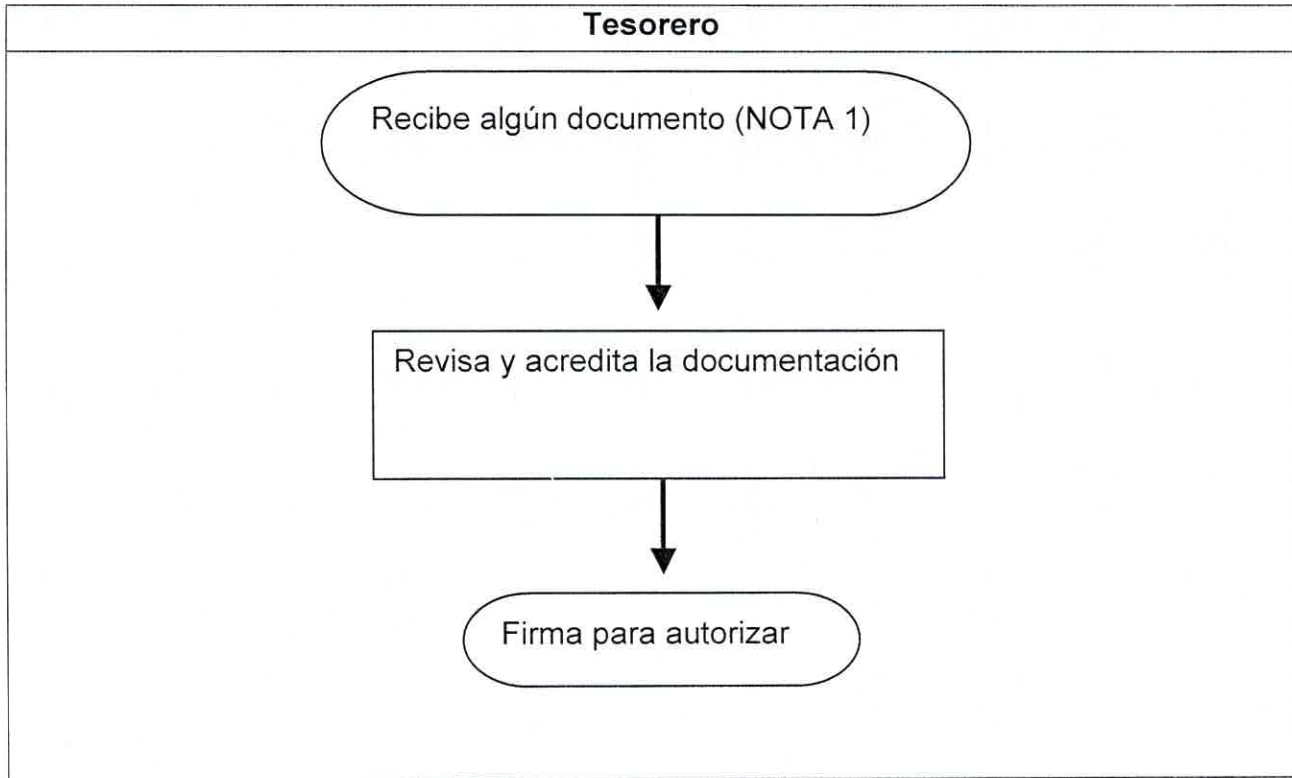 Tesorero
Recibe algún documento (NOTA 1)
Revisa y acredita la documentación
Firma para autorizar